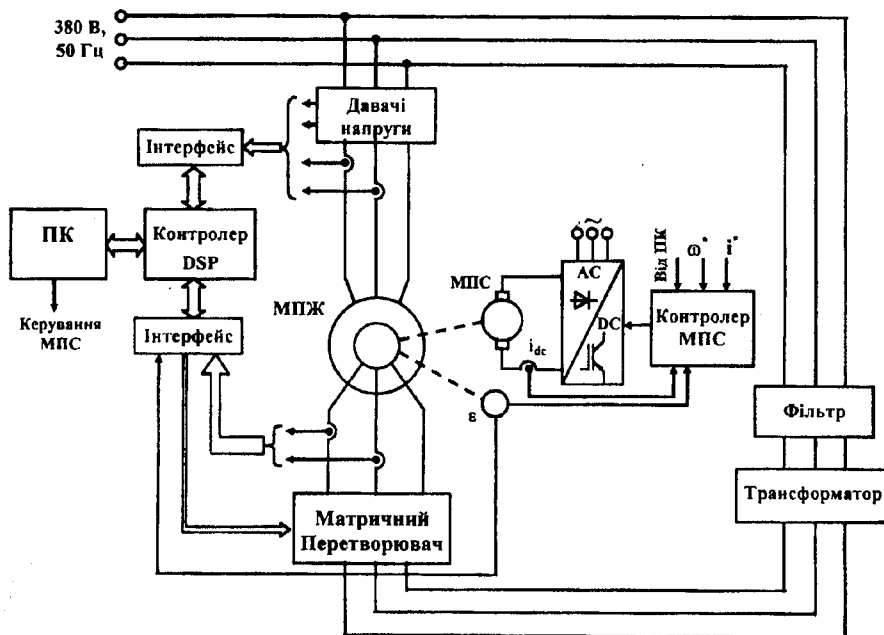 380 В,
50 Гц
Давачі
напруги
Інтерфейс
ПК
Контролер
DSP
Керування
МПС
Інтерфейс
МПЖ
МПС
~
AC
DC
i_dc
Від ПК
ω*
i*
Контролер
МПС
ε
Фільтр
Трансформатор
Матричний
Перетворювач